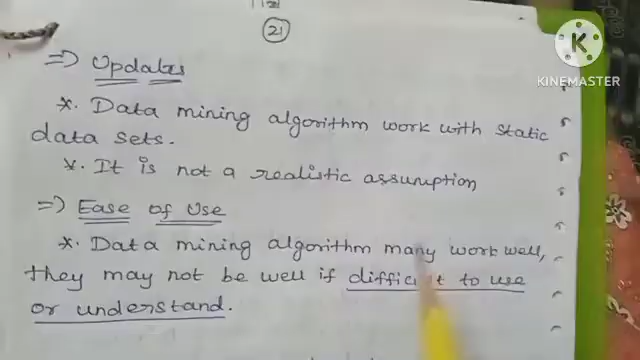 21
KINEMASTER
=> Updates
*. Data mining algorithm work with static
data sets.
*. It is not a realistic assumption
=> Ease of Use
*. Data mining algorithm many work well,
they may not be well if difficult to use
or understand.